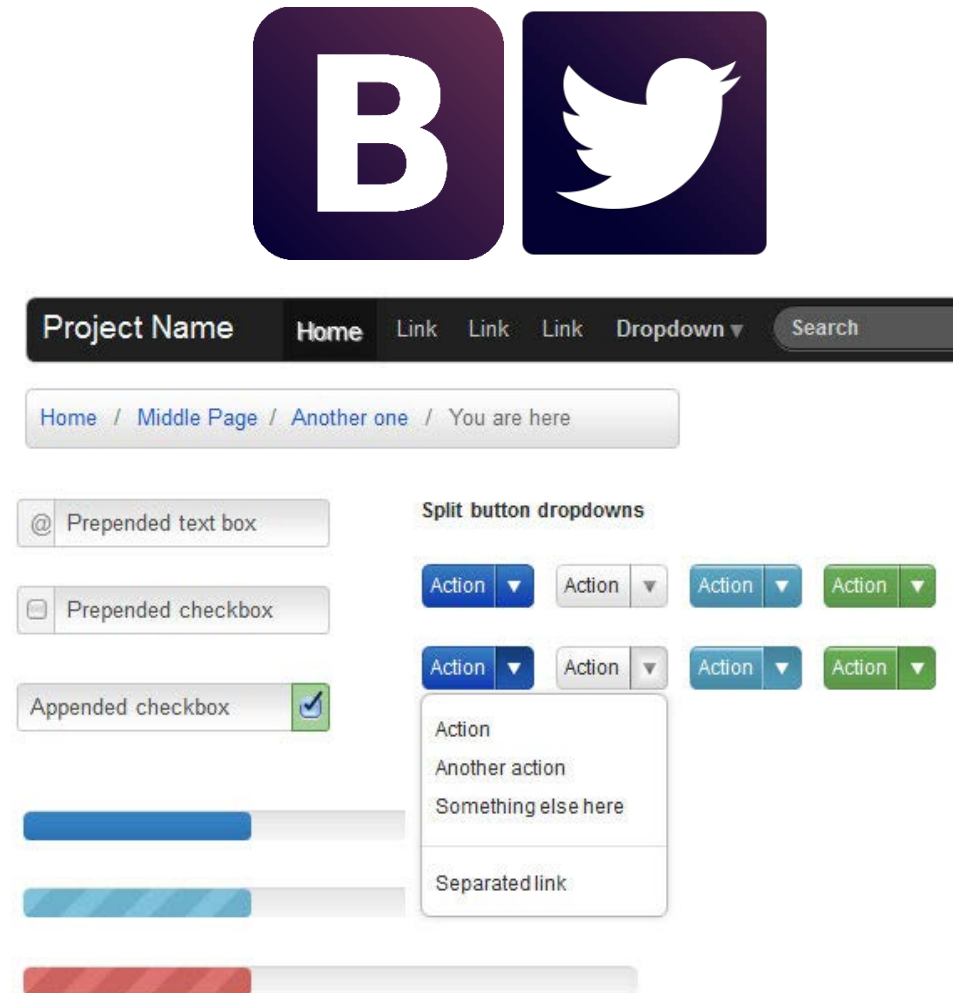 B
Project Name Home Link Link Link Dropdown ▾ Search
Home / Middle Page / Another one / You are here
@ Prepended text box
Prepended checkbox
Appended checkbox
Split button dropdowns
Action Action Action Action
Action Action Action Action
Action
Another action
Something else here
Separated link